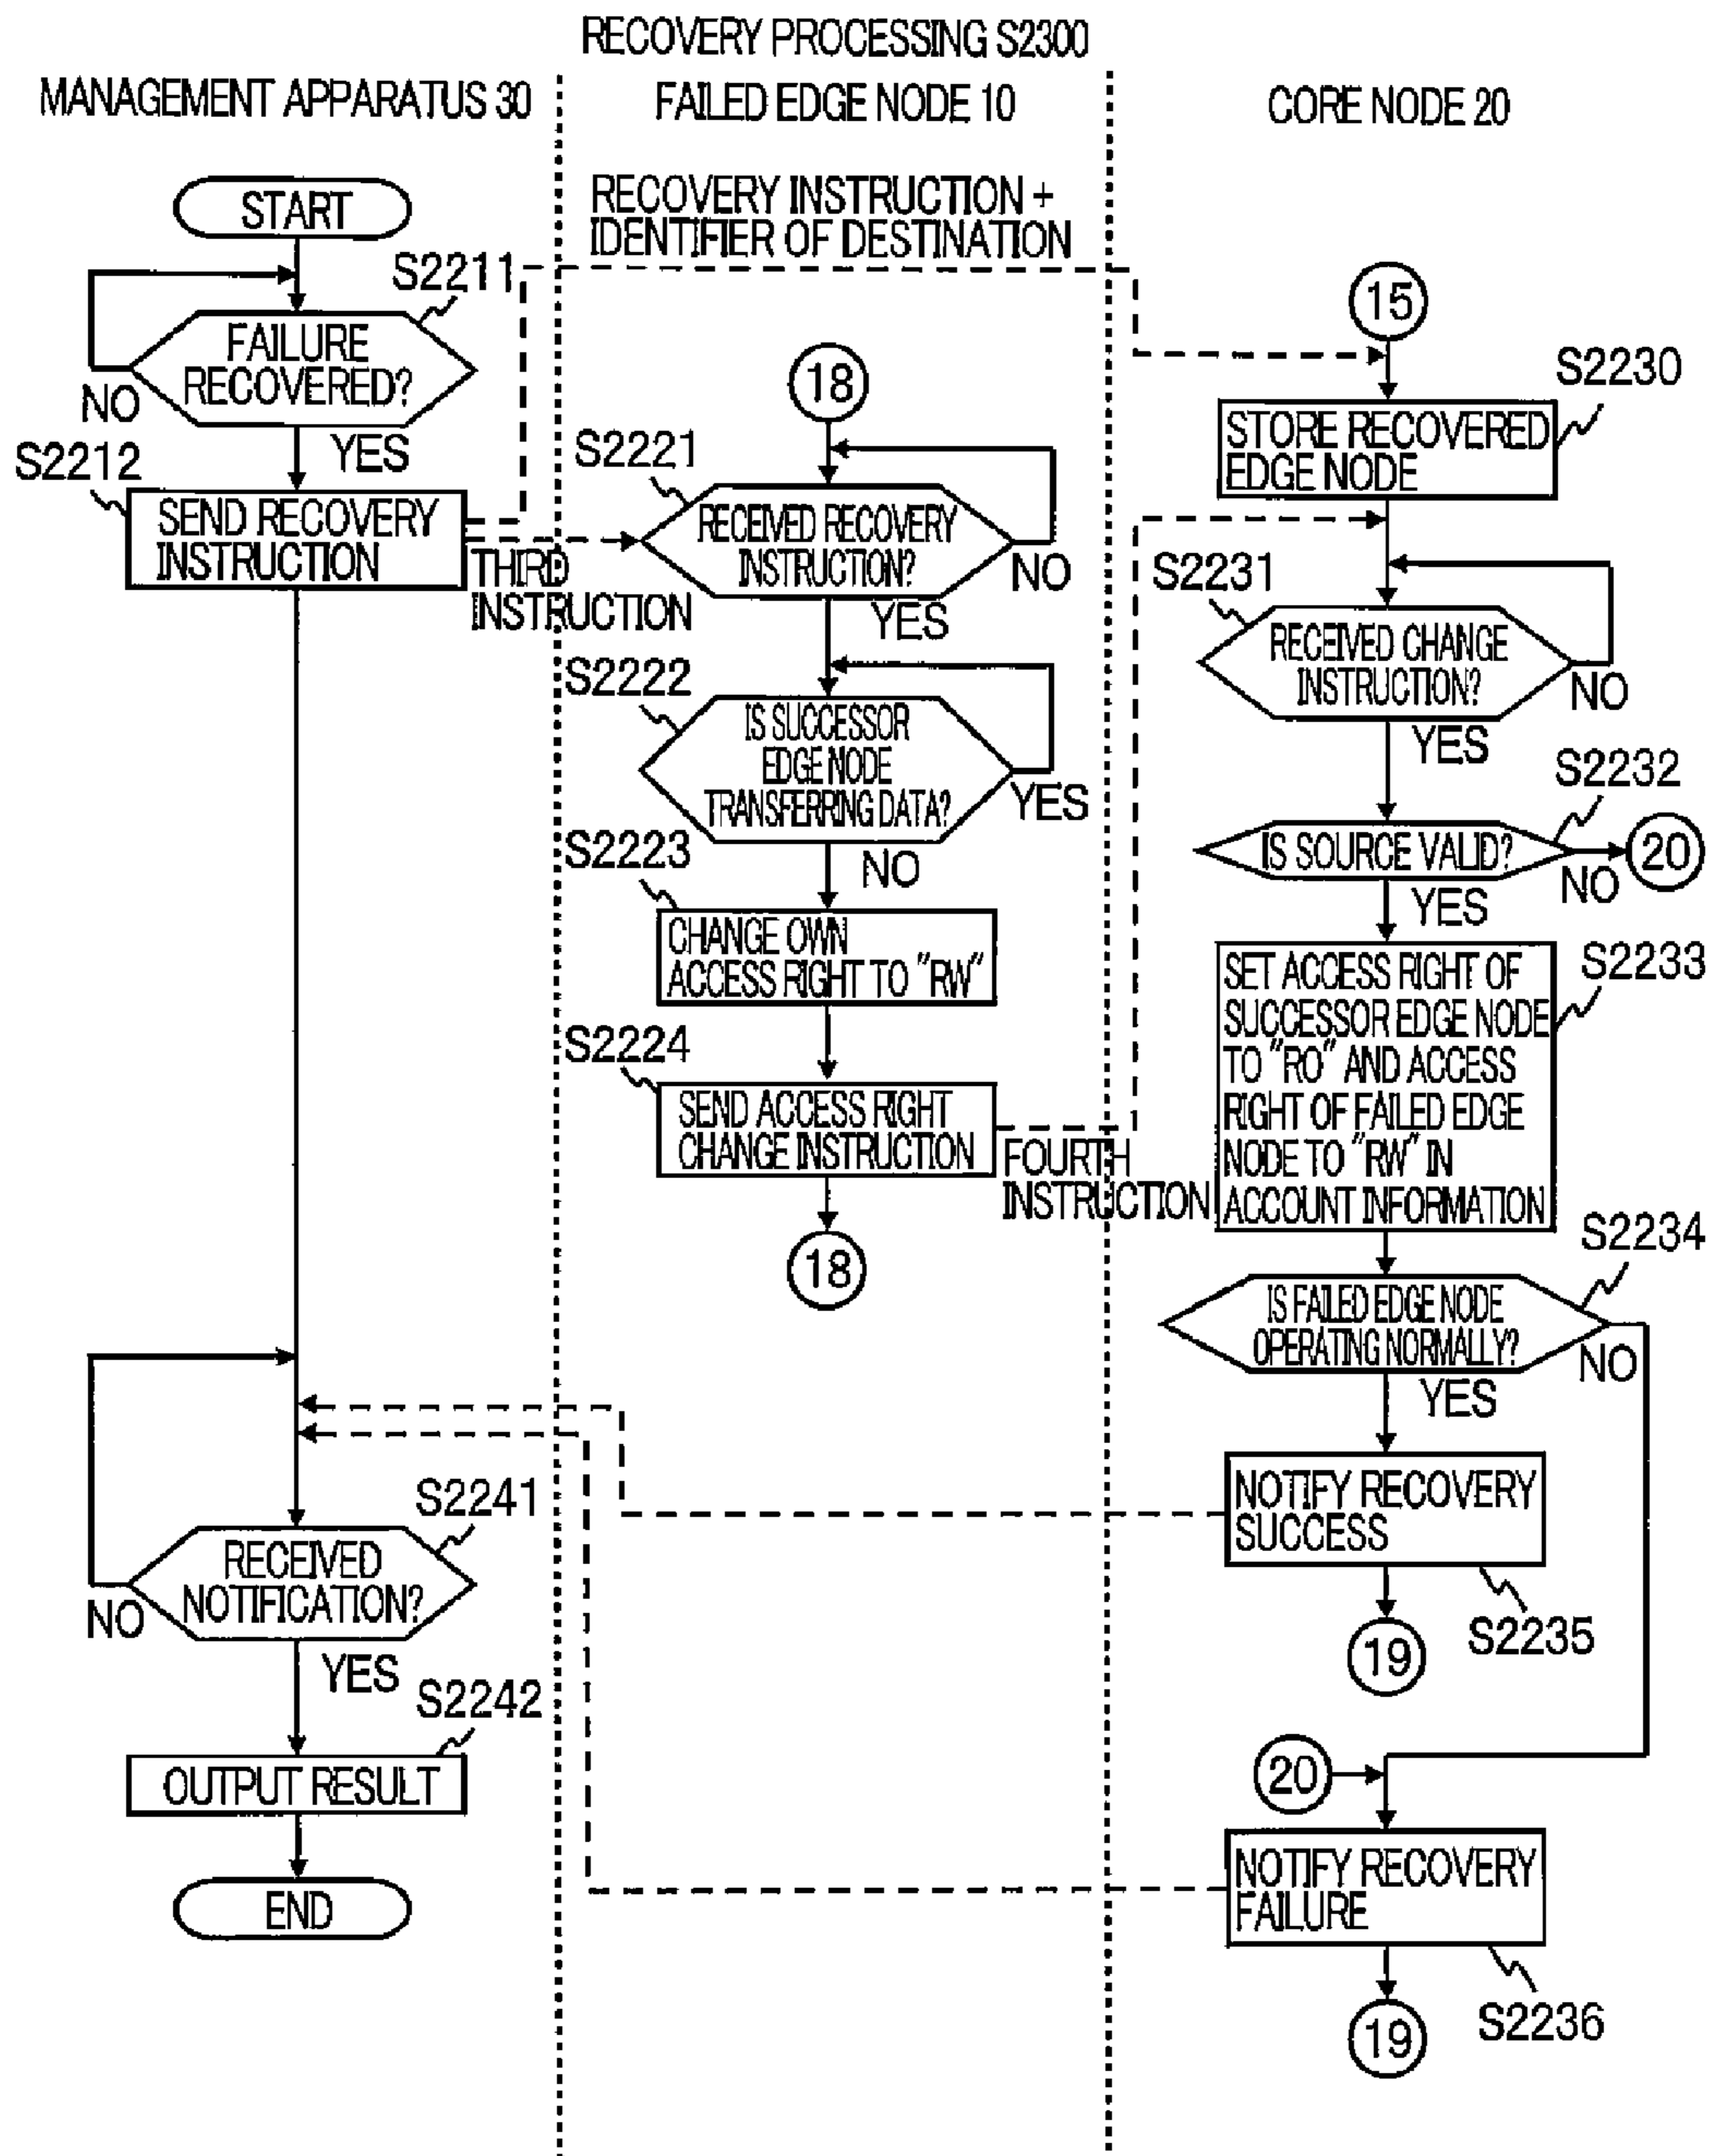 RECOVERY PROCESSING S2300
MANAGEMENT APPARATUS 30
FAILED EDGE NODE 10
CORE NODE 20
START
S2211
FAILURE
RECOVERED?
NO
YES
S2212
SEND RECOVERY
INSTRUCTION
THIRD
INSTRUCTION
S2241
RECEIVED
NOTIFICATION?
NO
YES
S2242
OUTPUT RESULT
END
RECOVERY INSTRUCTION +
IDENTIFIER OF DESTINATION
18
S2221
RECEIVED RECOVERY
INSTRUCTION?
NO
YES
S2222
IS SUCCESSOR
EDGE NODE
TRANSFERRING DATA?
YES
NO
S2223
CHANGE OWN
ACCESS RIGHT TO "RW"
S2224
SEND ACCESS RIGHT
CHANGE INSTRUCTION
FOURTH
INSTRUCTION
18
15
S2230
STORE RECOVERED
EDGE NODE
S2231
RECEIVED CHANGE
INSTRUCTION?
NO
YES
S2232
IS SOURCE VALID?
20
NO
YES
S2233
SET ACCESS RIGHT OF
SUCCESSOR EDGE NODE
TO "RO" AND ACCESS
RIGHT OF FAILED EDGE
NODE TO "RW" IN
ACCOUNT INFORMATION
S2234
IS FAILED EDGE NODE
OPERATING NORMALLY?
NO
YES
NOTIFY RECOVERY
SUCCESS
S2235
19
20
NOTIFY RECOVERY
FAILURE
S2236
19